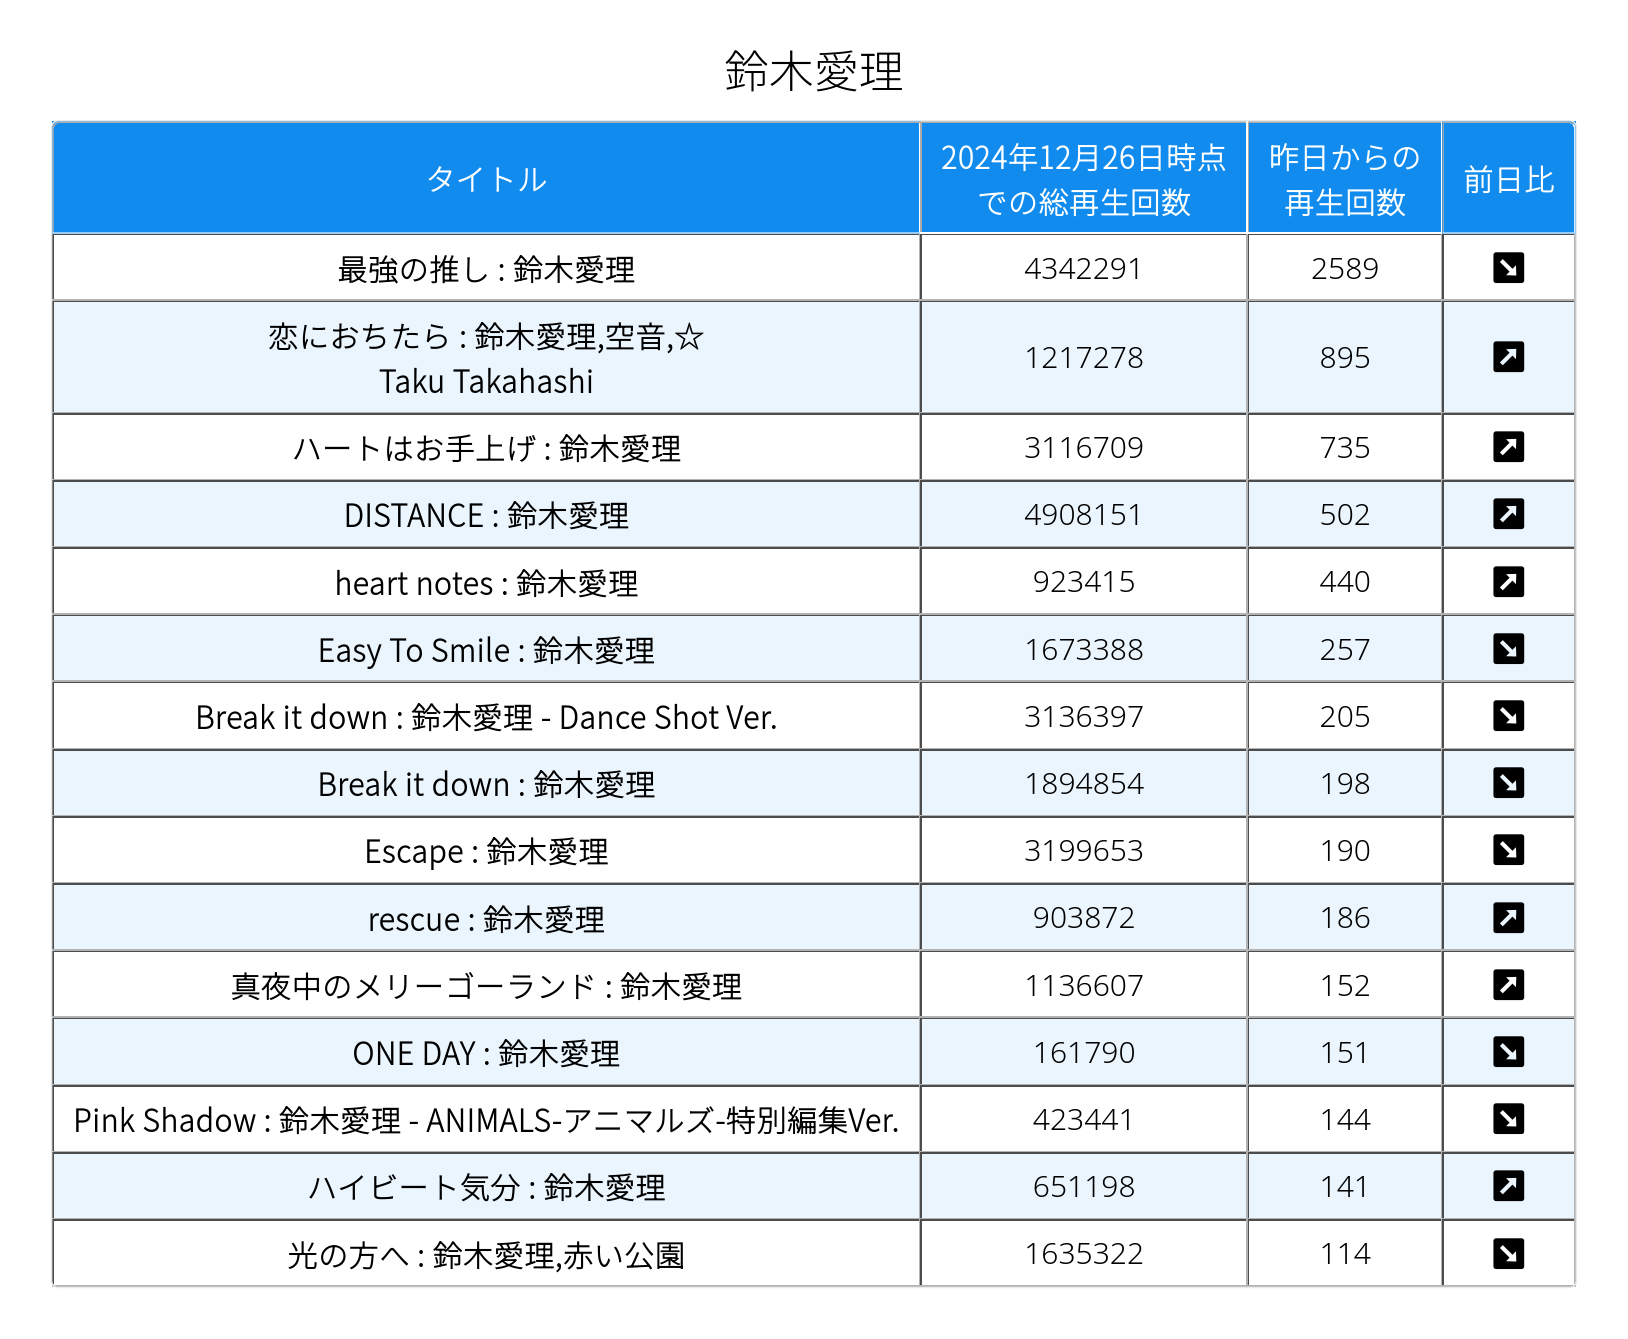 鈴木愛理
タイトル
2024年12月26日時点
での総再生回数
昨日からの
再生回数
前日比
最強の推し : 鈴木愛理 4342291 2589 ↘
恋におちたら : 鈴木愛理,空音,☆
Taku Takahashi 1217278 895 ↗
ハートはお手上げ : 鈴木愛理 3116709 735 ↗
DISTANCE : 鈴木愛理 4908151 502 ↗
heart notes : 鈴木愛理 923415 440 ↗
Easy To Smile : 鈴木愛理 1673388 257 ↘
Break it down : 鈴木愛理 - Dance Shot Ver. 3136397 205 ↘
Break it down : 鈴木愛理 1894854 198 ↘
Escape : 鈴木愛理 3199653 190 ↘
rescue : 鈴木愛理 903872 186 ↗
真夜中のメリーゴーランド : 鈴木愛理 1136607 152 ↗
ONE DAY : 鈴木愛理 161790 151 ↘
Pink Shadow : 鈴木愛理 - ANIMALS-アニマルズ-特別編集Ver. 423441 144 ↘
ハイビート気分 : 鈴木愛理 651198 141 ↗
光の方へ : 鈴木愛理,赤い公園 1635322 114 ↘